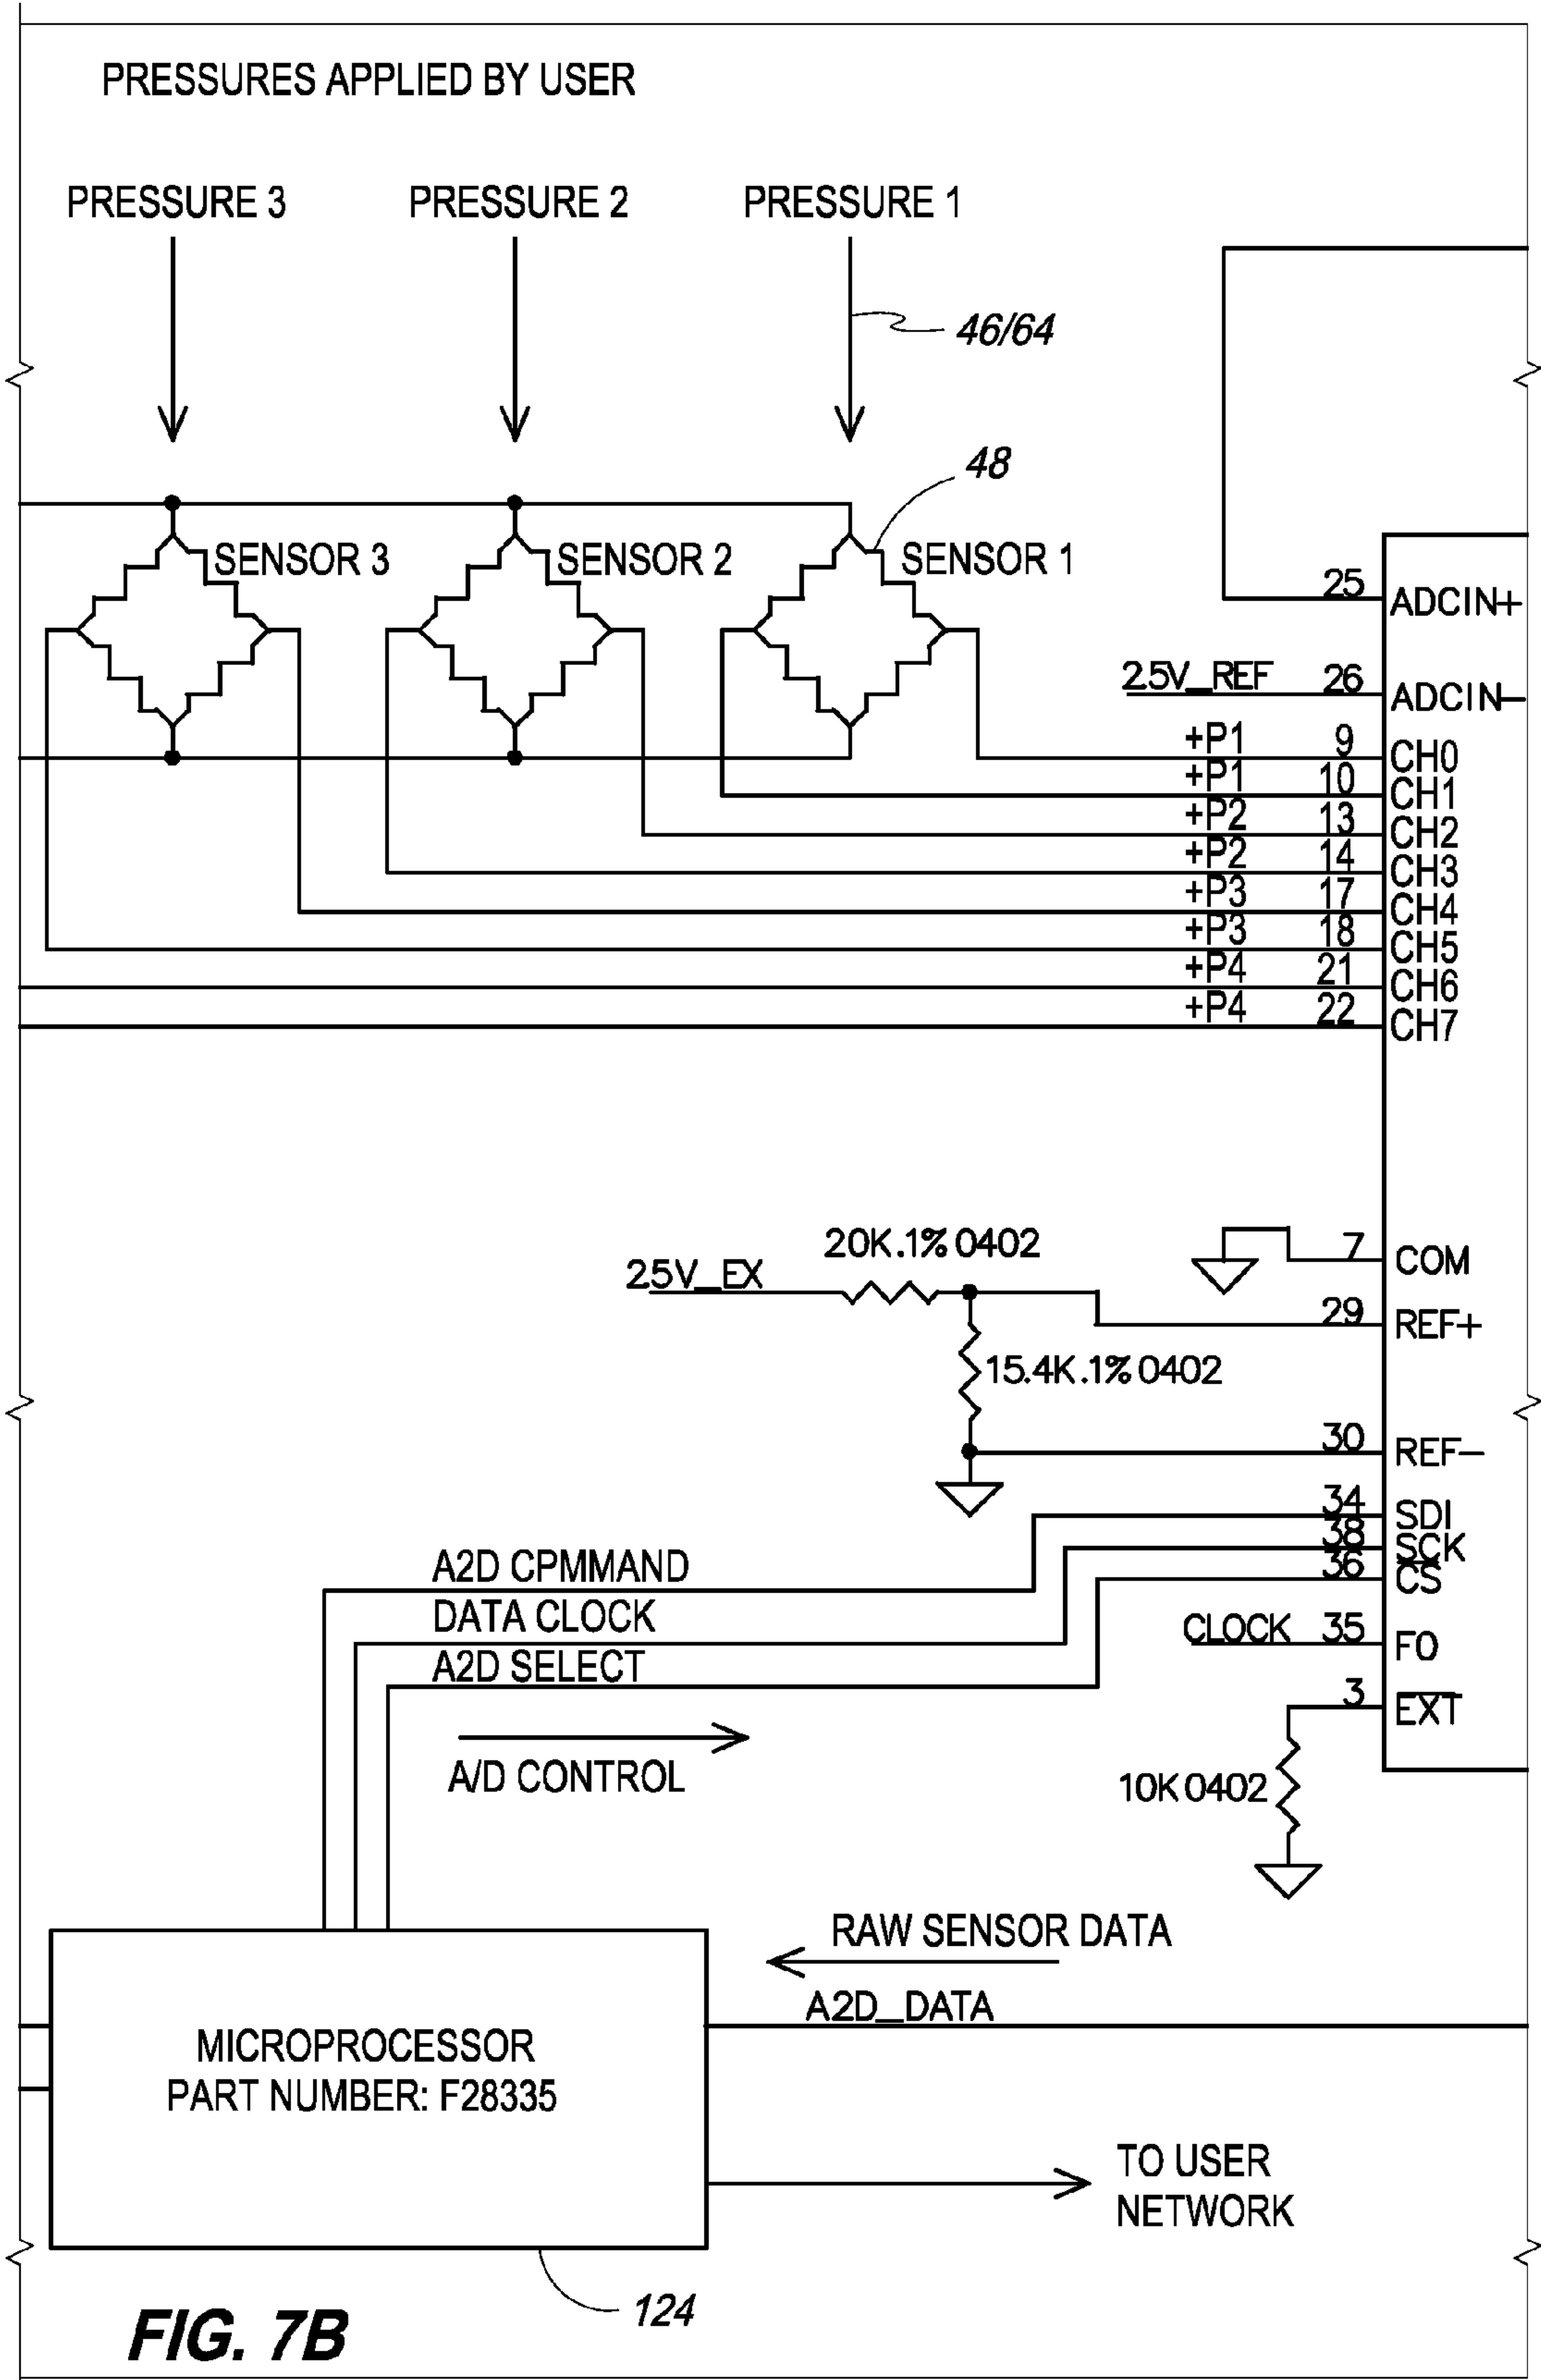 PRESSURES APPLIED BY USER
PRESSURE 3
PRESSURE 2
PRESSURE 1
46/64
48
SENSOR 3
SENSOR 2
SENSOR 1
25
ADCIN+
2.5V_REF
26
ADCIN-
+P1
9
CH0
+P1
10
CH1
+P2
13
CH2
+P2
14
CH3
+P3
17
CH4
+P3
18
CH5
+P4
21
CH6
+P4
22
CH7
20K.1% 0402
7
COM
25V_EX
29
REF+
15.4K.1% 0402
30
REF-
34
SDI
38
SCK
36
CS
A2D CPMMAND
DATA CLOCK
CLOCK
35
FO
A2D SELECT
3
EXT
A/D CONTROL
10K 0402
RAW SENSOR DATA
A2D_DATA
MICROPROCESSOR
PART NUMBER: F28335
TO USER
NETWORK
124
FIG. 7B